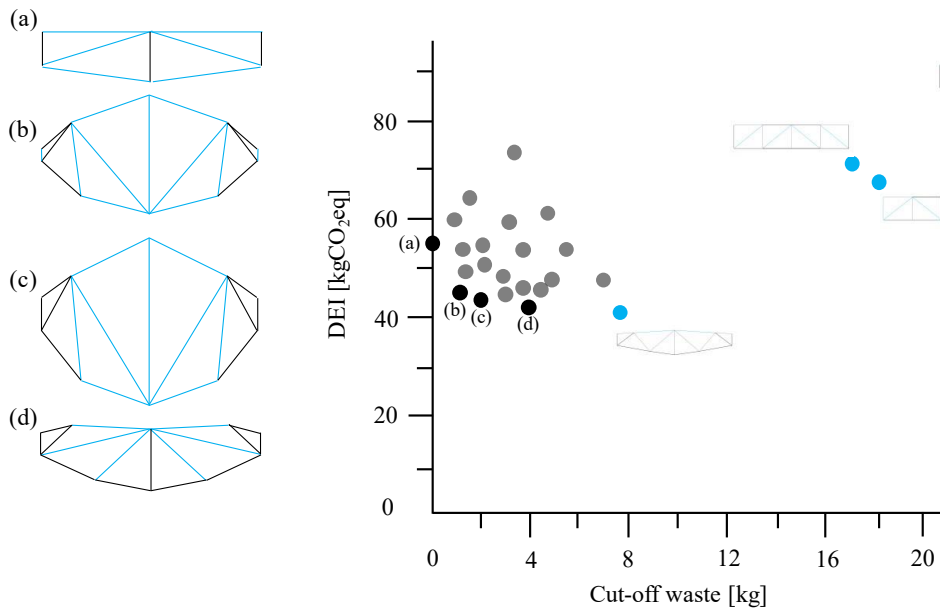 (a)
(b)
(c)
(d)
DEI [kgCO₂eq]
80
60
40
20
0
(a)
(b)
(c)
(d)
0
4
8
12
16
20
Cut-off waste [kg]